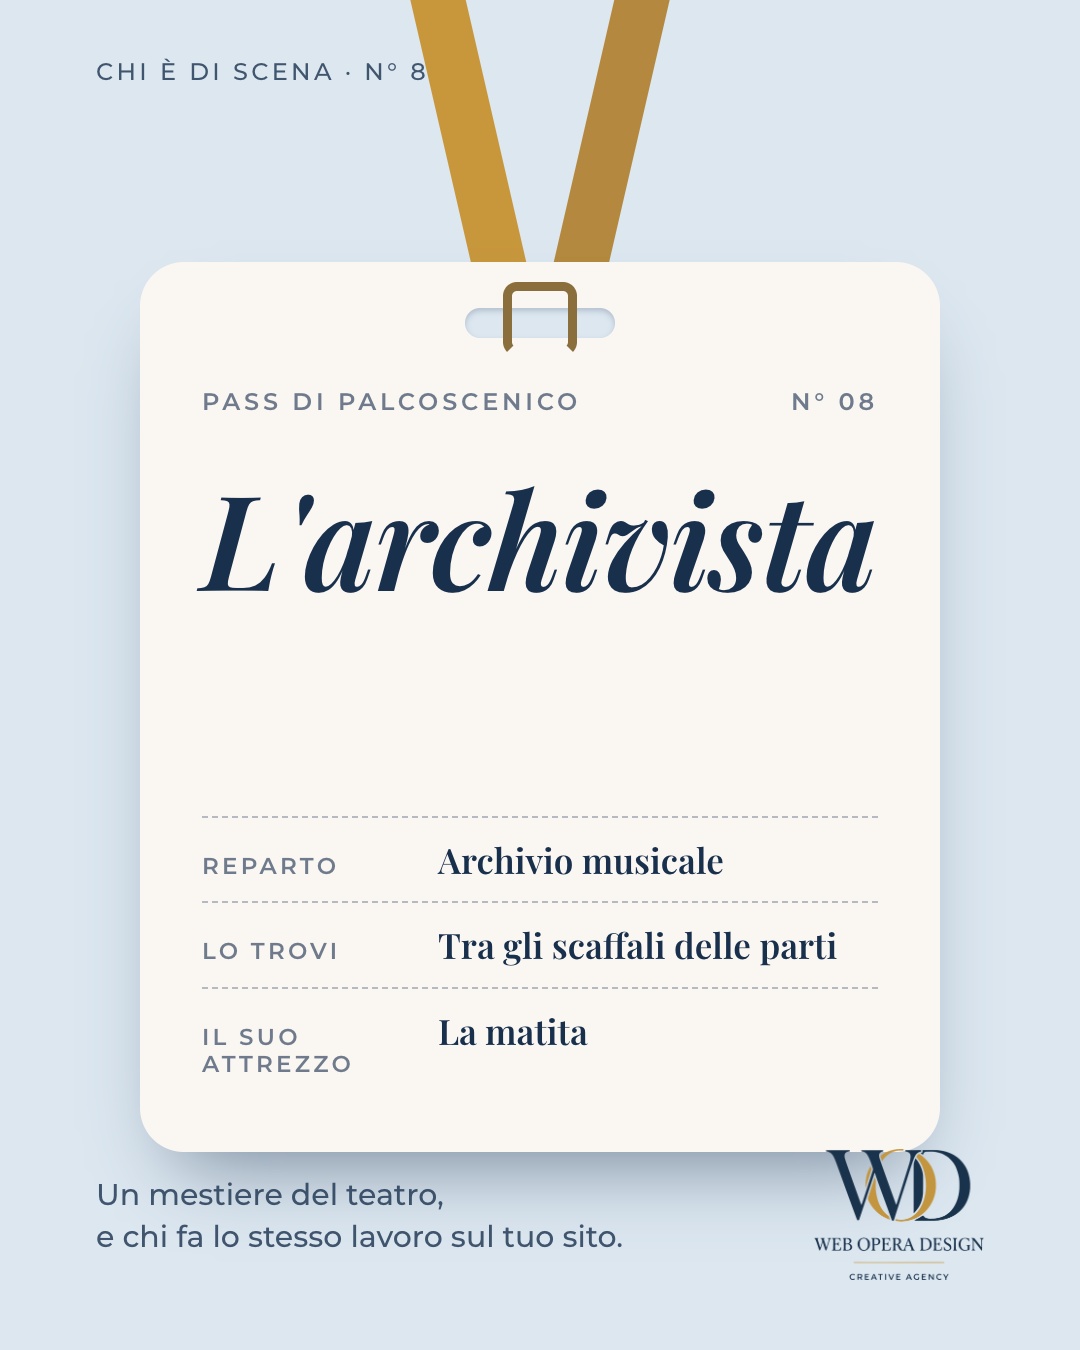 CHI È DI SCENA · N° 8
PASS DI PALCOSCENICO
N° 08
L'archivista
REPARTO
Archivio musicale
LO TROVI
Tra gli scaffali delle parti
IL SUO
ATTREZZO
La matita
Un mestiere del teatro,
e chi fa lo stesso lavoro sul tuo sito.
WOD
WEB OPERA DESIGN
CREATIVE AGENCY